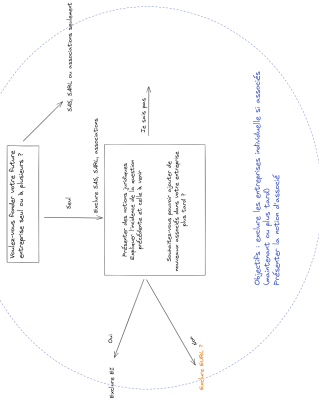 Voulez-vous fonder votre future
entreprise seul ou à plusieurs ?
SAS, SARL ou associations seulement
Seul
Exclure SAS, SARL, associations
Présenter des notions juridiques
Expliquer l'incidence de la question
précédente et celle à venir
Souhaitez-vous pouvoir ajouter de
nouveaux associés dans votre entreprise
plus tard ?
Je sais pas
Oui
Exclure EI
Non
Exclure EURL ?
Objectifs : exclure les entreprises individuelle si associés
(maintenant ou plus tard)
Présenter la notion d'associé